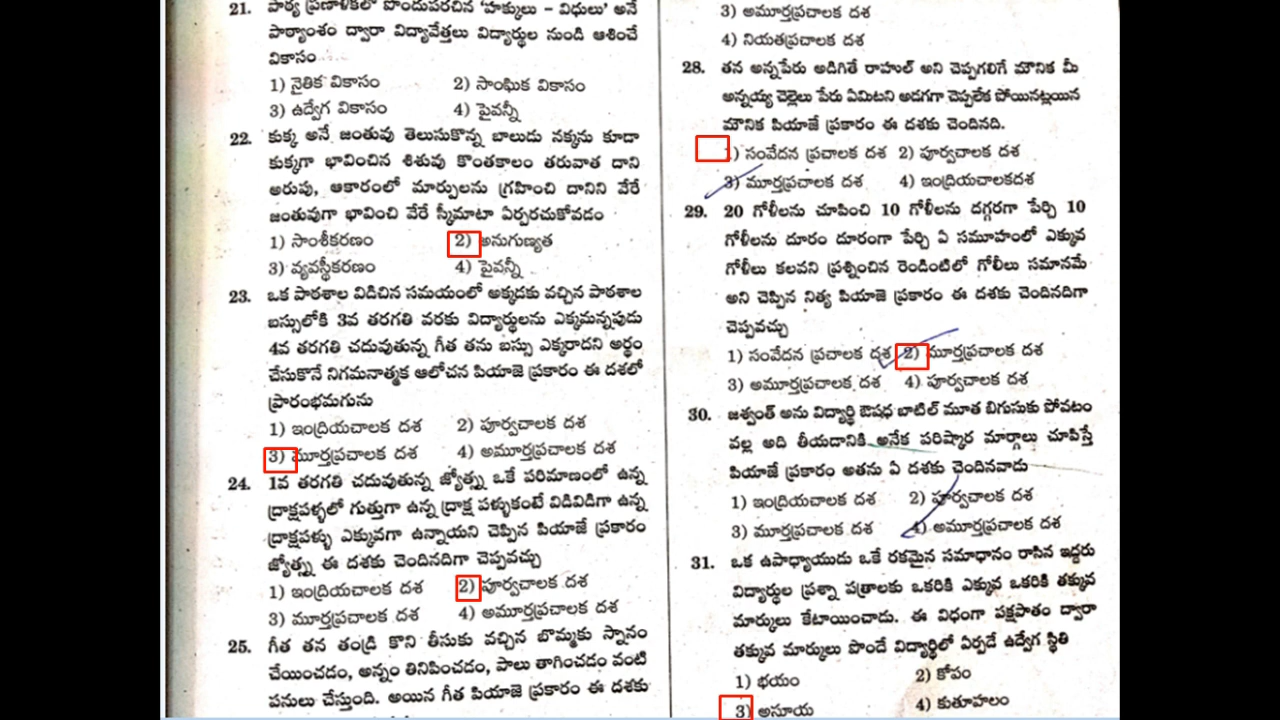 21. పాఠ్య ప్రణాళికలో పొందుపరచిన 'హక్కులు – విధులు' అనే
పాఠ్యాంశం ద్వారా విద్యావేత్తలు విద్యార్థుల నుండి ఆశించే
వికాసం
1) నైతిక వికాసం 2) సాంఘిక వికాసం
3) ఉద్వేగ వికాసం 4) పైవన్నీ
22. కుక్క అనే జంతువు తెలుసుకొన్న బాలుడు నక్కను కూడా
కుక్కగా భావించిన శిశువు కొంతకాలం తరువాత దాని
అరుపు, ఆకారంలో మార్పులను గ్రహించి దానిని వేరే
జంతువుగా భావించి వేరే స్కీమాటా ఏర్పరచుకోవడం
1) సాంశీకరణం 2) అనుగుణ్యత
3) వ్యవస్థీకరణం 4) పైవన్నీ
23. ఒక పాఠశాల విడిచిన సమయంలో అక్కడకు వచ్చిన పాఠశాల
బస్సులోకి 3వ తరగతి వరకు విద్యార్థులను ఎక్కమన్నపుడు
4వ తరగతి చదువుతున్న గీత తను బస్సు ఎక్కరాదని అర్థం
చేసుకొనే నిగమనాత్మక ఆలోచన పియాజె ప్రకారం ఈ దశలో
ప్రారంభమగును
1) ఇంద్రియచాలక దశ 2) పూర్వచాలక దశ
3) మూర్తప్రచాలక దశ 4) అమూర్తప్రచాలక దశ
24. 1వ తరగతి చదువుతున్న జ్యోత్స్న ఒకే పరిమాణంలో ఉన్న
ద్రాక్షపళ్ళలో గుత్తుగా ఉన్న ద్రాక్ష పళ్ళుకంటే విడివిడిగా ఉన్న
ద్రాక్షపళ్ళు ఎక్కువగా ఉన్నాయని చెప్పిన పియాజే ప్రకారం
జ్యోత్స్న ఈ దశకు చెందినదిగా చెప్పవచ్చు
1) ఇంద్రియచాలక దశ 2) పూర్వచాలక దశ
3) మూర్తప్రచాలక దశ 4) అమూర్తప్రచాలక దశ
25. గీత తన తండ్రి కొని తీసుకు వచ్చిన బొమ్మకు స్నానం
చేయించడం, అన్నం తినిపించడం, పాలు తాగించడం వంటి
పనులు చేస్తుంది. అయిన గీత పియాజె ప్రకారం ఈ దశకు
3) అమూర్తప్రచాలక దశ
4) నియతప్రచాలక దశ
28. తన అన్నపేరు అడిగితే రాహుల్ అని చెప్పగలిగే మౌనిక మీ
అన్నయ్య చెల్లెలు పేరు ఏమిటని అడగగా చెప్పలేక పోయినట్లయిన
మౌనిక పియాజే ప్రకారం ఈ దశకు చెందినది.
1) సంవేదన ప్రచాలక దశ 2) పూర్వచాలక దశ
3) మూర్తప్రచాలక దశ 4) ఇంద్రియచాలకదశ
29. 20 గోళీలను చూపించి 10 గోళీలను దగ్గరగా పేర్చి 10
గోళీలను దూరం దూరంగా పేర్చి ఏ సమూహంలో ఎక్కువ
గోళీలు కలవని ప్రశ్నించిన రెండింటిలో గోళీలు సమానమే
అని చెప్పిన నిత్య పియాజె ప్రకారం ఈ దశకు చెందినదిగా
చెప్పవచ్చు
1) సంవేదన ప్రచాలక దశ 2) మూర్తప్రచాలక దశ
3) అమూర్తప్రచాలక దశ 4) పూర్వచాలక దశ
30. జశ్వంత్ అను విద్యార్థి ఔషధ బాటిల్ మూత బిగుసుకు పోవటం
వల్ల అది తీయడానికి అనేక పరిష్కార మార్గాలు చూపిస్తే
పియాజే ప్రకారం అతను ఏ దశకు చెందినవాడు
1) ఇంద్రియచాలక దశ 2) పూర్వచాలక దశ
3) మూర్తప్రచాలక దశ 4) అమూర్తప్రచాలక దశ
31. ఒక ఉపాధ్యాయుడు ఒకే రకమైన సమాధానం రాసిన ఇద్దరు
విద్యార్థుల ప్రశ్నా పత్రాలకు ఒకరికి ఎక్కువ ఒకరికి తక్కువ
మార్కులు కేటాయించాడు. ఈ విధంగా పక్షపాతం ద్వారా
తక్కువ మార్కులు పొందే విద్యార్థిలో ఏర్పడే ఉద్వేగ స్థితి
1) భయం 2) కోపం
3) అసూయ 4) కుతూహలం